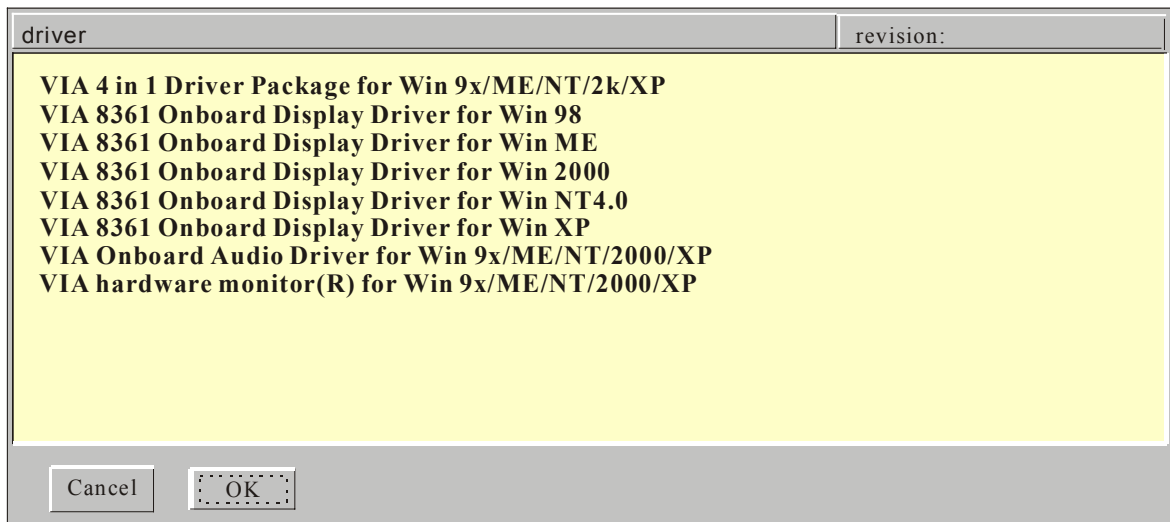 driver
revision:
VIA 4 in 1 Driver Package for Win 9x/ME/NT/2k/XP
VIA 8361 Onboard Display Driver for Win 98
VIA 8361 Onboard Display Driver for Win ME
VIA 8361 Onboard Display Driver for Win 2000
VIA 8361 Onboard Display Driver for Win NT4.0
VIA 8361 Onboard Display Driver for Win XP
VIA Onboard Audio Driver for Win 9x/ME/NT/2000/XP
VIA hardware monitor(R) for Win 9x/ME/NT/2000/XP
Cancel
OK